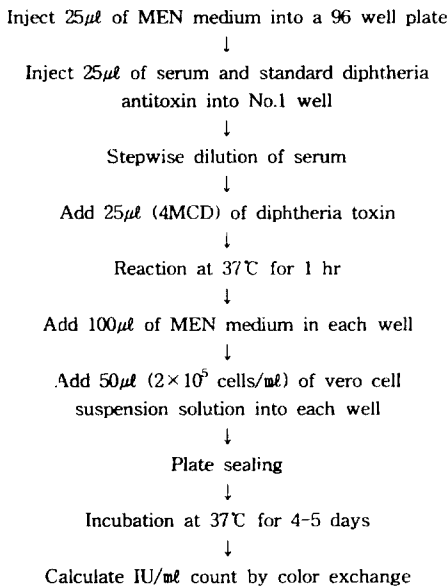 Inject 25㎕ of MEN medium into a 96 well plate
↓
Inject 25㎕ of serum and standard diphtheria
antitoxin into No.1 well
↓
Stepwise dilution of serum
↓
Add 25㎕ (4MCD) of diphtheria toxin
↓
Reaction at 37℃ for 1 hr
↓
Add 100㎕ of MEN medium in each well
↓
Add 50㎕ (2×10⁵ cells/㎖) of vero cell
suspension solution into each well
↓
Plate sealing
↓
Incubation at 37℃ for 4-5 days
↓
Calculate IU/㎖ count by color exchange